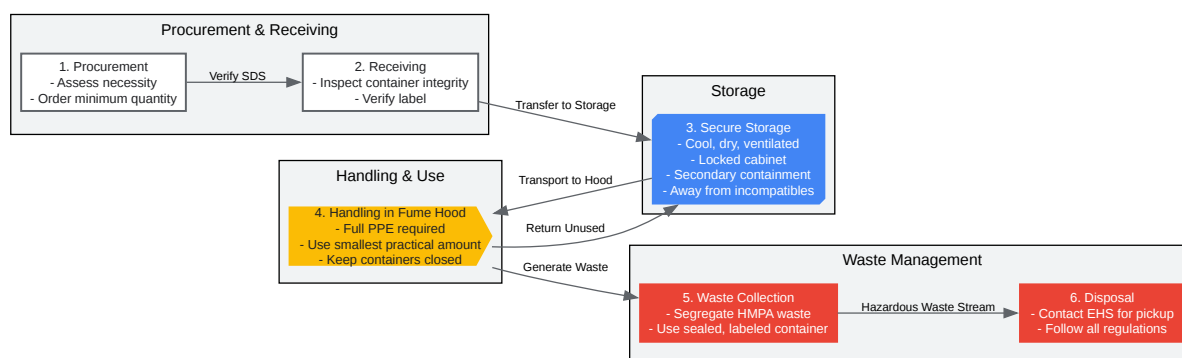 Procurement & Receiving
1. Procurement
- Assess necessity
- Order minimum quantity
Verify SDS
2. Receiving
- Inspect container integrity
- Verify label
Transfer to Storage
Storage
3. Secure Storage
- Cool, dry, ventilated
- Locked cabinet
- Secondary containment
- Away from incompatibles
Handling & Use
Transport to Hood
4. Handling in Fume Hood
- Full PPE required
- Use smallest practical amount
- Keep containers closed
Return Unused
Generate Waste
Waste Management
5. Waste Collection
- Segregate HMPA waste
- Use sealed, labeled container
Hazardous Waste Stream
6. Disposal
- Contact EHS for pickup
- Follow all regulations